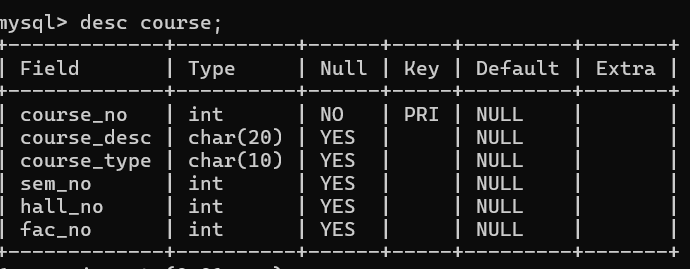 mysql> desc course;
+-------------+----------+------+-----+---------+-------+
| Field       | Type     | Null | Key | Default | Extra |
+-------------+----------+------+-----+---------+-------+
| course_no   | int      | NO   | PRI | NULL    |       |
| course_desc | char(20) | YES  |     | NULL    |       |
| course_type | char(10) | YES  |     | NULL    |       |
| sem_no      | int      | YES  |     | NULL    |       |
| hall_no     | int      | YES  |     | NULL    |       |
| fac_no      | int      | YES  |     | NULL    |       |
+-------------+----------+------+-----+---------+-------+